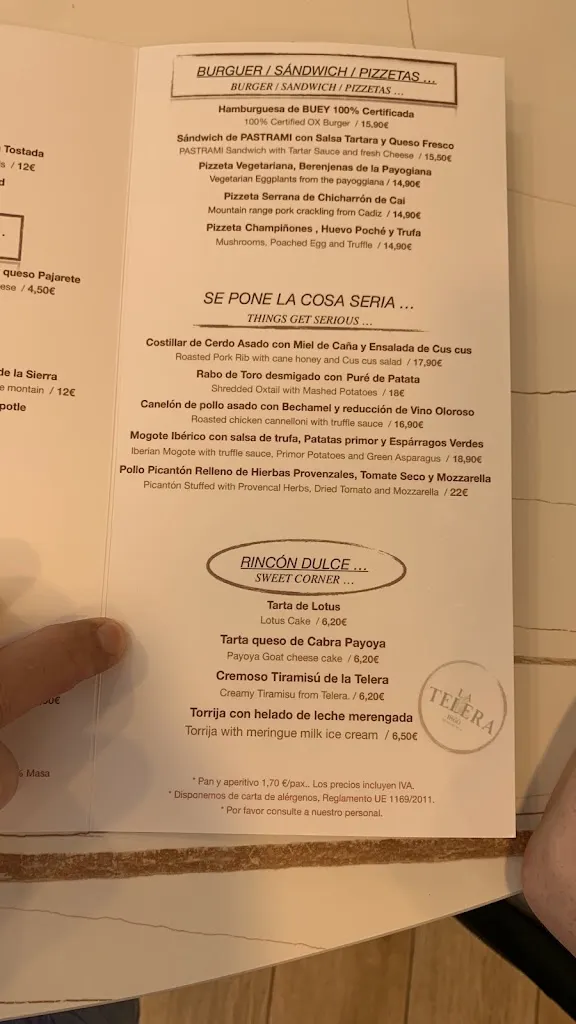 Tostada
/ 12€
queso Pajarete
/ 4,50€
de la Sierra
montain / 12€
Masa
BURGUER / SÁNDWICH / PIZZETAS ...
BURGER / SANDWICH / PIZZETAS ...
Hamburguesa de BUEY 100% Certificada
100% Certified OX Burger / 15,90€
Sándwich de PASTRAMI con Salsa Tartara y Queso Fresco
PASTRAMI Sandwich with Tartar Sauce and fresh Cheese / 15,50€
Pizzeta Vegetariana, Berenjenas de la Payogiana
Vegetarian Eggplants from the payoggiana / 14,90€
Pizzeta Serrana de Chicharrón de Cai
Mountain range pork crackling from Cadiz / 14,90€
Pizzeta Champiñones , Huevo Poché y Trufa
Mushrooms, Poached Egg and Truffle / 14,90€
SE PONE LA COSA SERIA ...
THINGS GET SERIOUS ...
Costillar de Cerdo Asado con Miel de Caña y Ensalada de Cus cus
Roasted Pork Rib with cane honey and Cus cus salad / 17,90€
Rabo de Toro desmigado con Puré de Patata
Shredded Oxtail with Mashed Potatoes / 18€
Canelón de pollo asado con Bechamel y reducción de Vino Oloroso
Roasted chicken cannelloni with truffle sauce / 16,90€
Mogote Ibérico con salsa de trufa, Patatas primor y Espárragos Verdes
Iberian Mogote with truffle sauce, Primor Potatoes and Green Asparagus / 18,90€
Pollo Picantón Relleno de Hierbas Provenzales, Tomate Seco y Mozzarella
Picantón Stuffed with Provencal Herbs, Dried Tomato and Mozzarella / 22€
RINCÓN DULCE ...
SWEET CORNER ...
Tarta de Lotus
Lotus Cake / 6,20€
Tarta queso de Cabra Payoya
Payoya Goat cheese cake / 6,20€
Cremoso Tiramisú de la Telera
Creamy Tiramisu from Telera. / 6,20€
Torrija con helado de leche merengada
Torrija with meringue milk ice cream / 6,50€
LA
TELERA
* Pan y aperitivo 1,70 €/pax.. Los precios incluyen IVA.
* Disponemos de carta de alérgenos, Reglamento UE 1169/2011.
* Por favor consulte a nuestro personal.